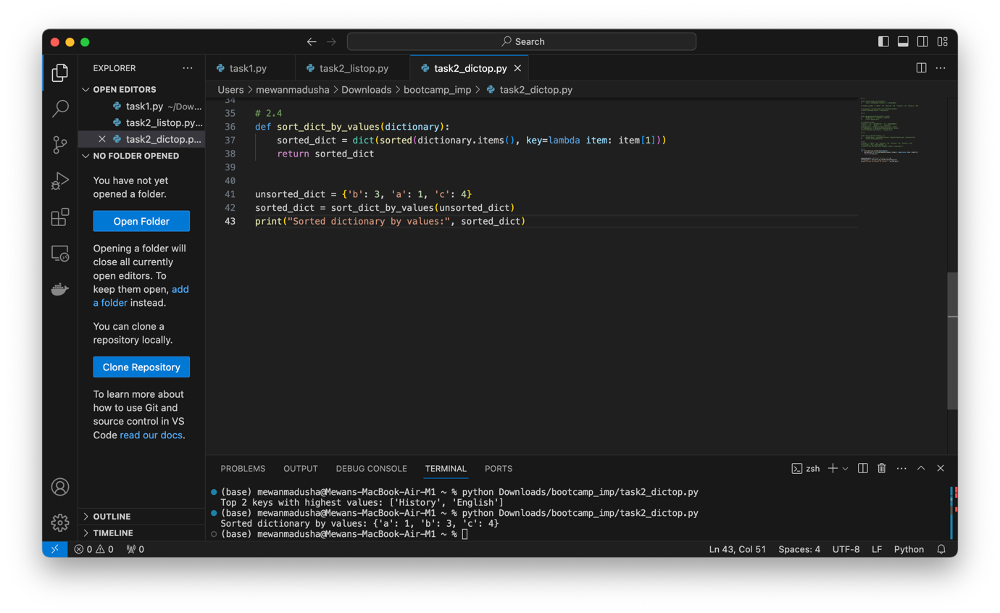 Search
EXPLORER
OPEN EDITORS
task1.py ~/Dow...
task2_listop.py...
task2_dictop.p...
NO FOLDER OPENED
You have not yet
opened a folder.
Open Folder
Opening a folder will
close all currently
open editors. To
keep them open, add
a folder instead.
You can clone a
repository locally.
Clone Repository
To learn more about
how to use Git and
source control in VS
Code read our docs.
OUTLINE
TIMELINE
task1.py
task2_listop.py
task2_dictop.py
Users > mewanmadusha > Downloads > bootcamp_imp > task2_dictop.py
34
35 # 2.4
36 def sort_dict_by_values(dictionary):
37 sorted_dict = dict(sorted(dictionary.items(), key=lambda item: item[1]))
38 return sorted_dict
39
40
41 unsorted_dict = {'b': 3, 'a': 1, 'c': 4}
42 sorted_dict = sort_dict_by_values(unsorted_dict)
43 print("Sorted dictionary by values:", sorted_dict)
PROBLEMS OUTPUT DEBUG CONSOLE TERMINAL PORTS
zsh
(base) mewanmadusha@Mewans-MacBook-Air-M1 ~ % python Downloads/bootcamp_imp/task2_dictop.py
Top 2 keys with highest values: ['History', 'English']
(base) mewanmadusha@Mewans-MacBook-Air-M1 ~ % python Downloads/bootcamp_imp/task2_dictop.py
Sorted dictionary by values: {'a': 1, 'b': 3, 'c': 4}
(base) mewanmadusha@Mewans-MacBook-Air-M1 ~ %
0 0 0
Ln 43, Col 51 Spaces: 4 UTF-8 LF Python